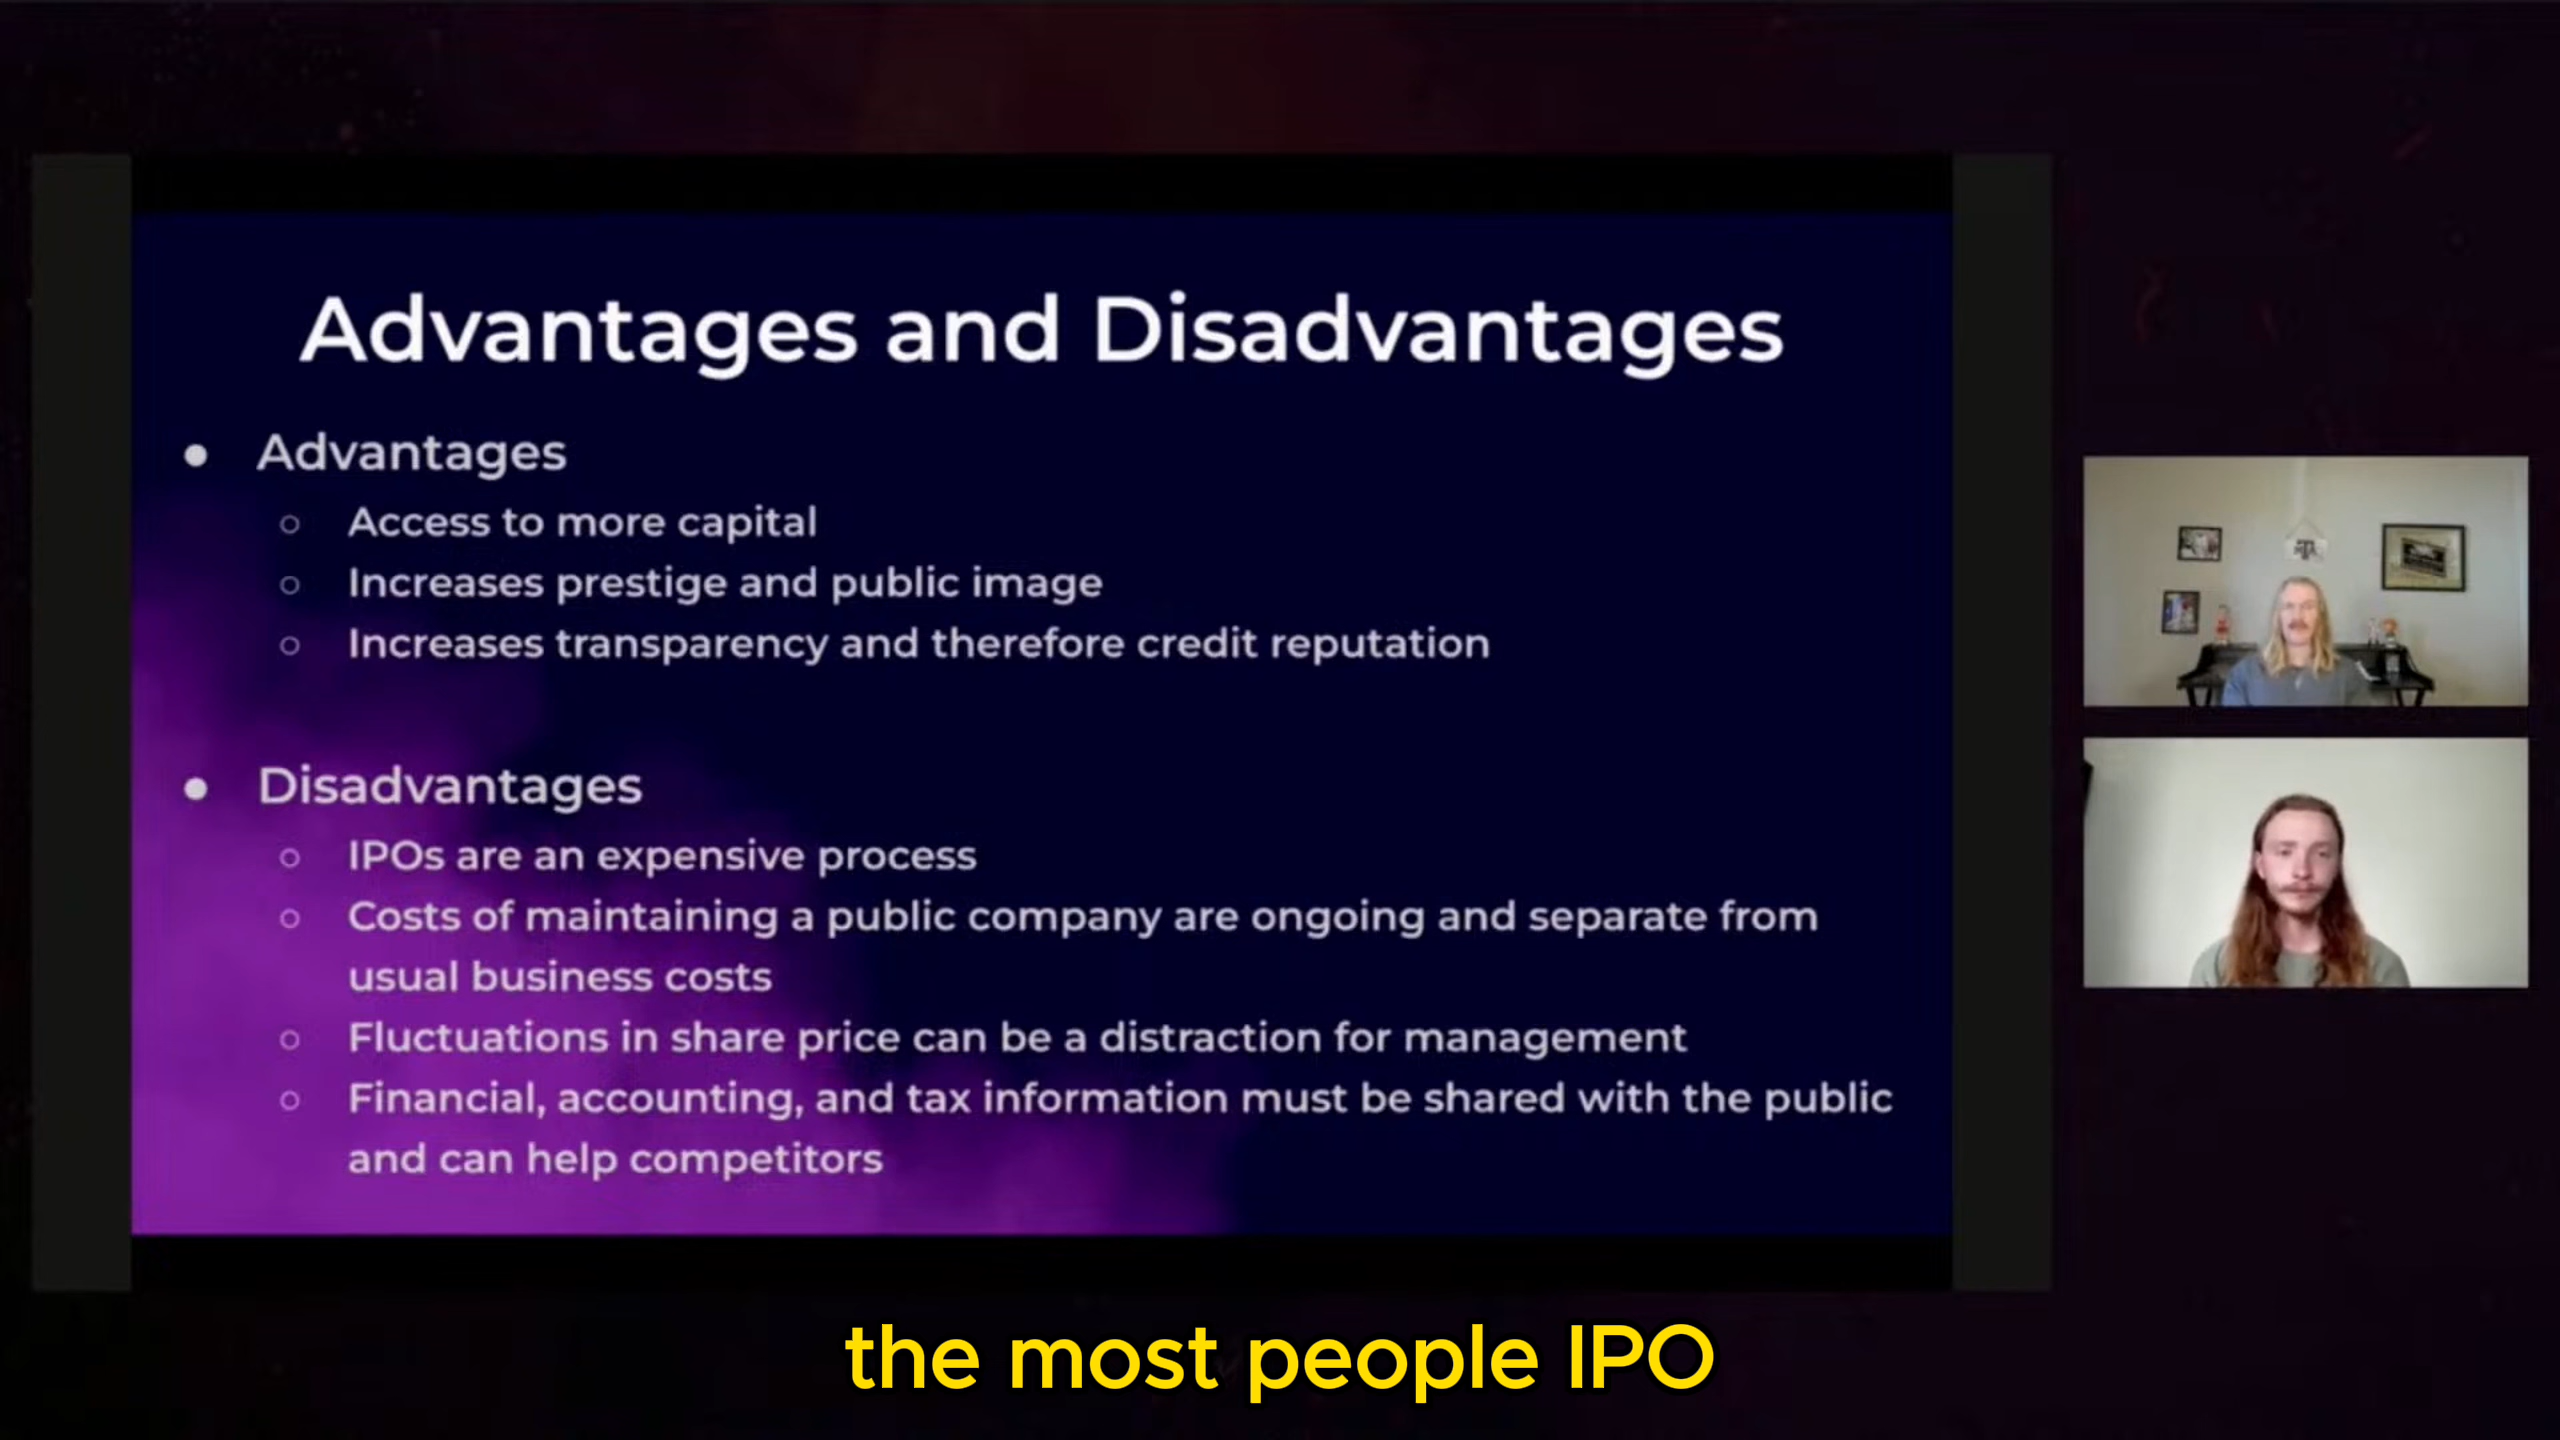 Advantages and Disadvantages
● Advantages
○ Access to more capital
○ Increases prestige and public image
○ Increases transparency and therefore credit reputation
● Disadvantages
○ IPOs are an expensive process
○ Costs of maintaining a public company are ongoing and separate from
usual business costs
○ Fluctuations in share price can be a distraction for management
○ Financial, accounting, and tax information must be shared with the public
and can help competitors
the most people IPO